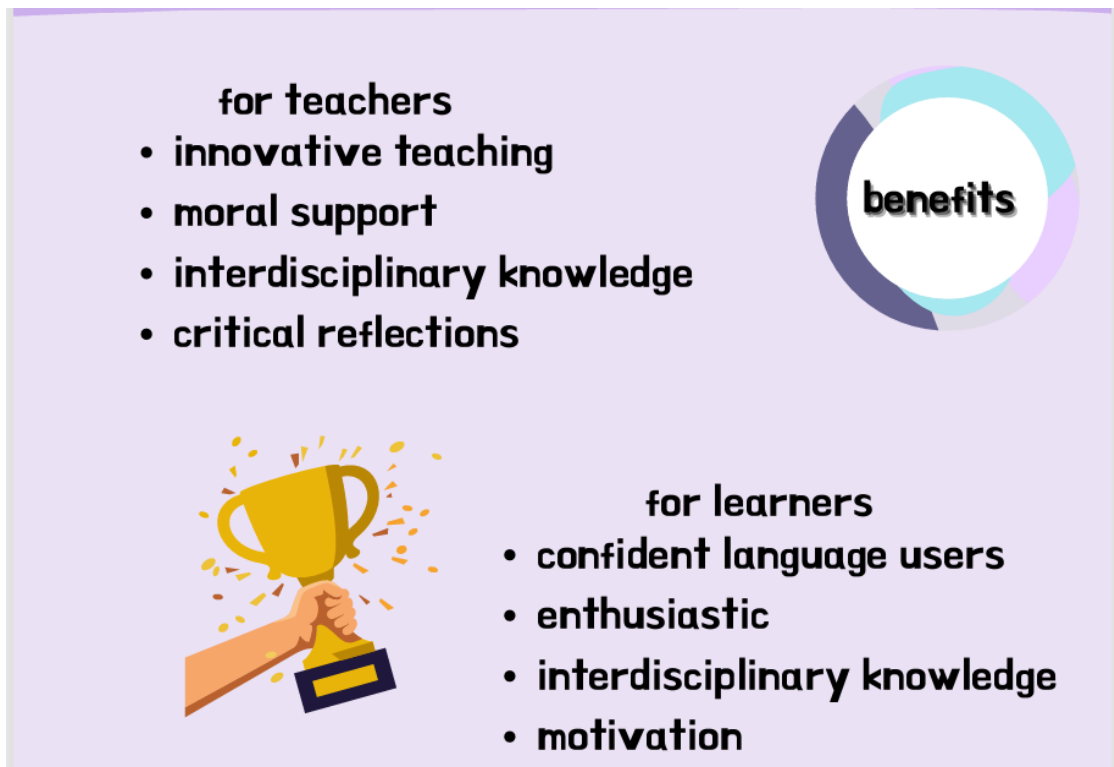 for teachers
• innovative teaching
• moral support
• interdisciplinary knowledge
• critical reflections
benefits
for learners
• confident language users
• enthusiastic
• interdisciplinary knowledge
• motivation